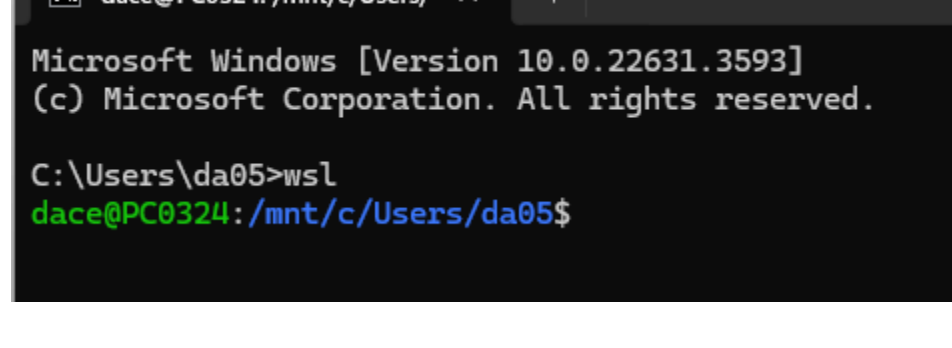 Microsoft Windows [Version 10.0.22631.3593]
(c) Microsoft Corporation. All rights reserved.
C:\Users\da05>wsl
dace@PC0324:/mnt/c/Users/da05$